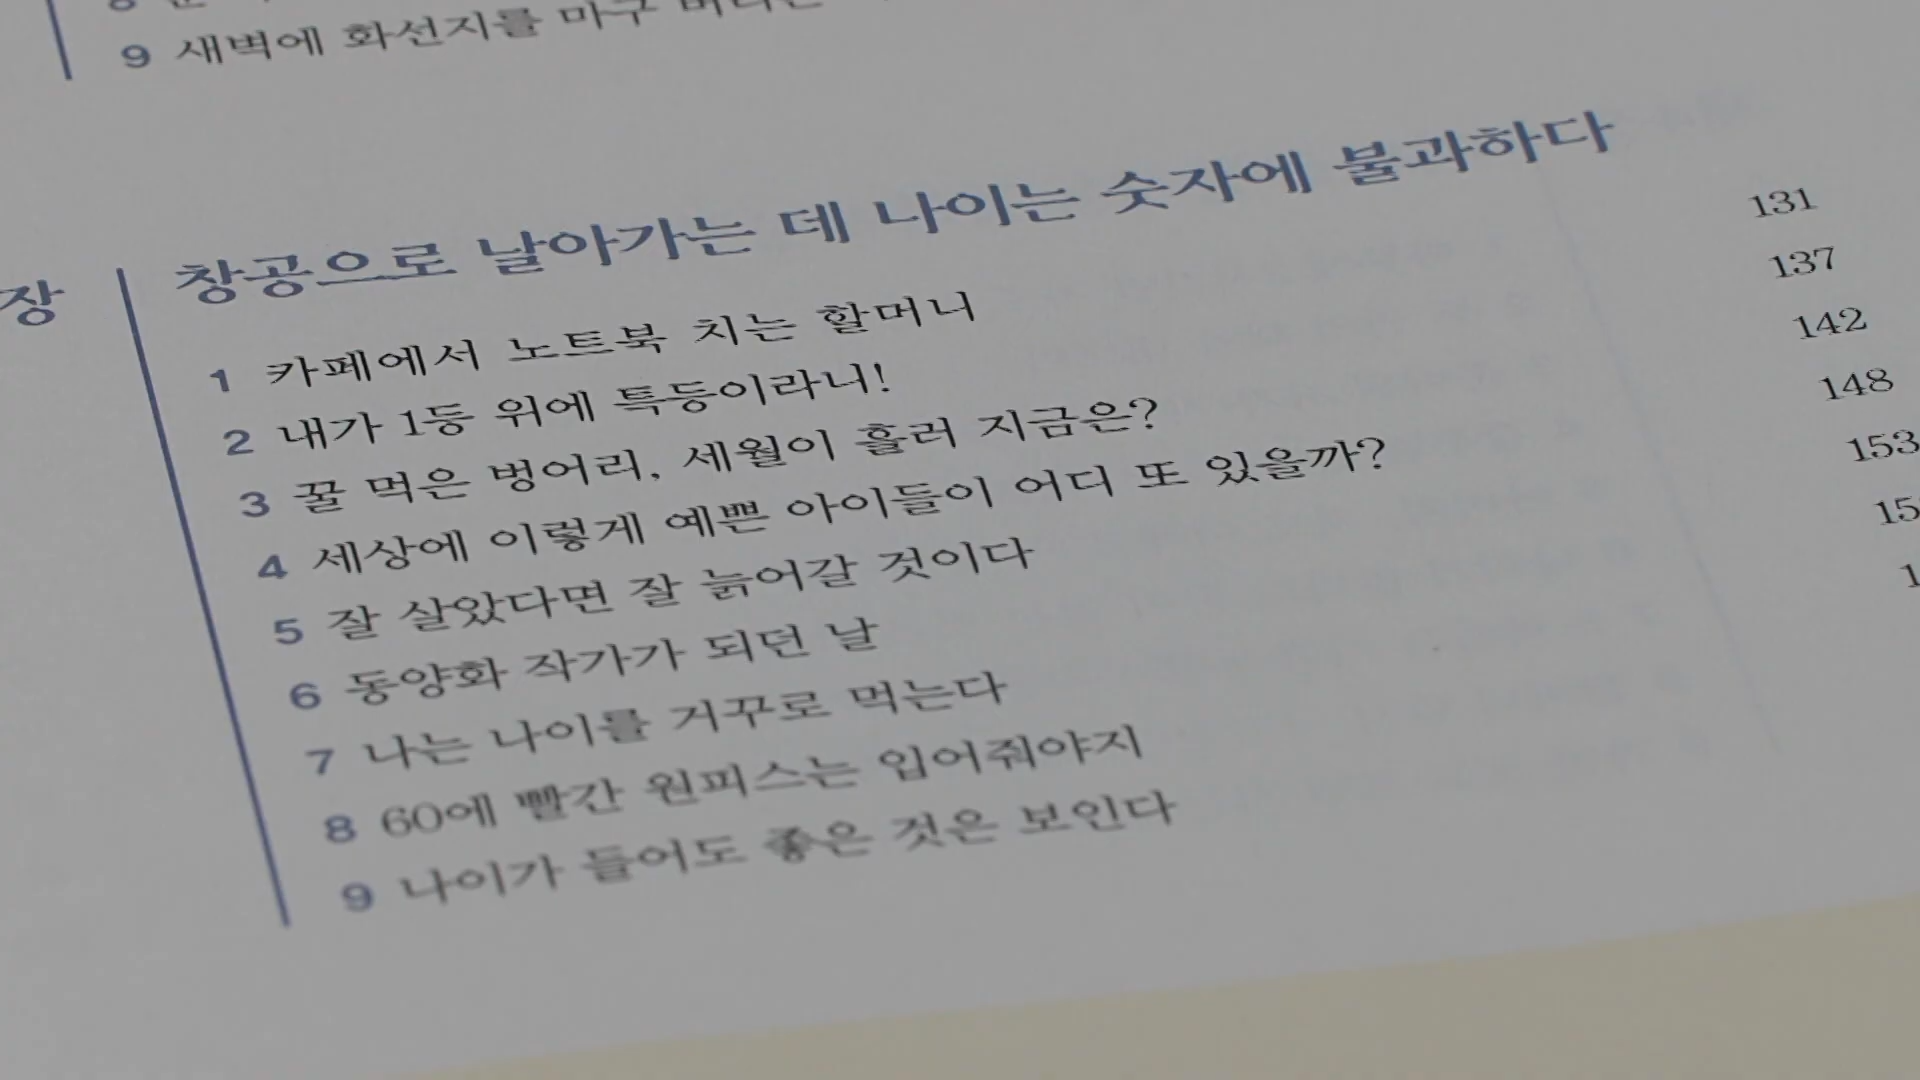 9 새벽에 화선지를 마구
장
창공으로 날아가는 데 나이는 숫자에 불과하다
1 카페에서 노트북 치는 할머니 131
2 내가 1등 위에 특등이라니! 137
3 꿀 먹은 벙어리, 세월이 흘러 지금은? 142
4 세상에 이렇게 예쁜 아이들이 어디 또 있을까? 148
5 잘 살았다면 잘 늙어갈 것이다 153
6 동양화 작가가 되던 날
7 나는 나이를 거꾸로 먹는다
8 60에 빨간 원피스는 입어줘야지
9 나이가 들어도 좋은 것은 보인다